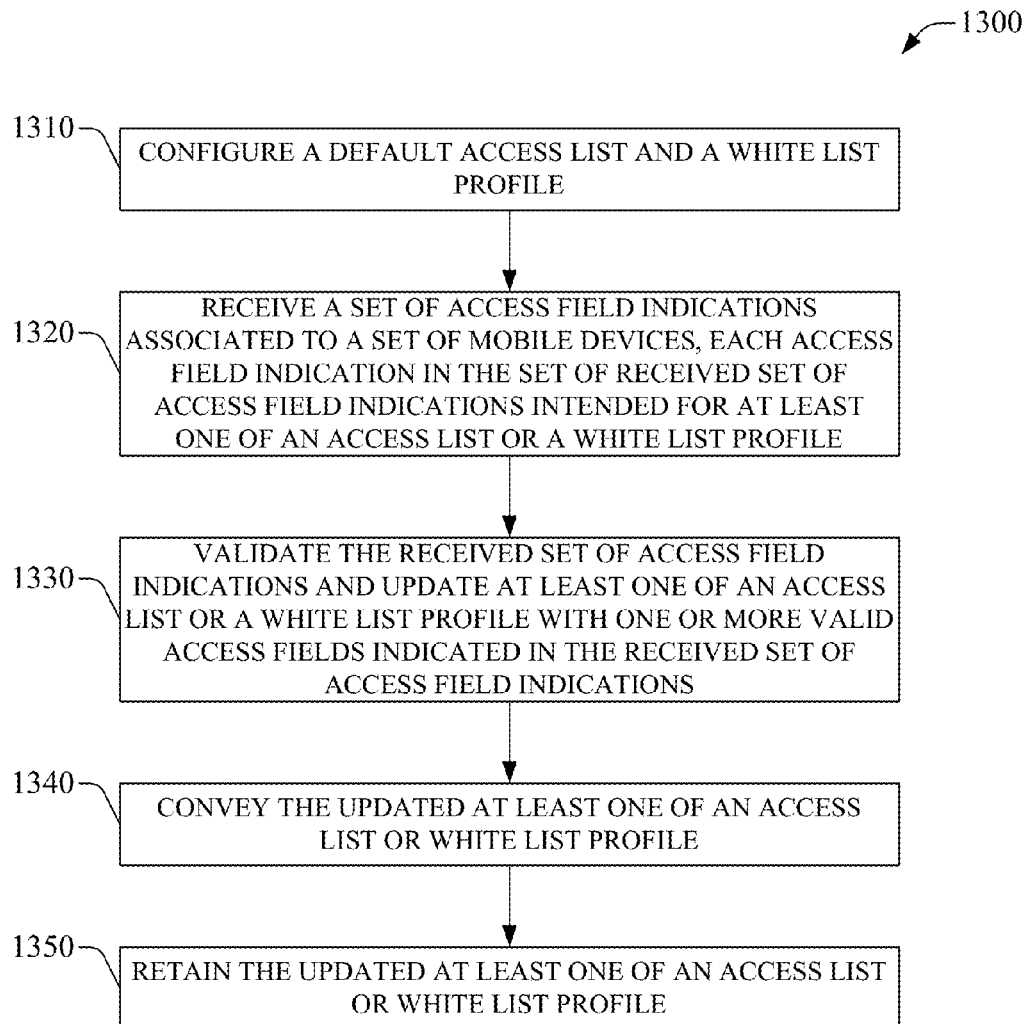 1300
1310
CONFIGURE A DEFAULT ACCESS LIST AND A WHITE LIST
PROFILE
1320
RECEIVE A SET OF ACCESS FIELD INDICATIONS
ASSOCIATED TO A SET OF MOBILE DEVICES, EACH ACCESS
FIELD INDICATION IN THE SET OF RECEIVED SET OF
ACCESS FIELD INDICATIONS INTENDED FOR AT LEAST
ONE OF AN ACCESS LIST OR A WHITE LIST PROFILE
1330
VALIDATE THE RECEIVED SET OF ACCESS FIELD
INDICATIONS AND UPDATE AT LEAST ONE OF AN ACCESS
LIST OR A WHITE LIST PROFILE WITH ONE OR MORE VALID
ACCESS FIELDS INDICATED IN THE RECEIVED SET OF
ACCESS FIELD INDICATIONS
1340
CONVEY THE UPDATED AT LEAST ONE OF AN ACCESS
LIST OR WHITE LIST PROFILE
1350
RETAIN THE UPDATED AT LEAST ONE OF AN ACCESS LIST
OR WHITE LIST PROFILE